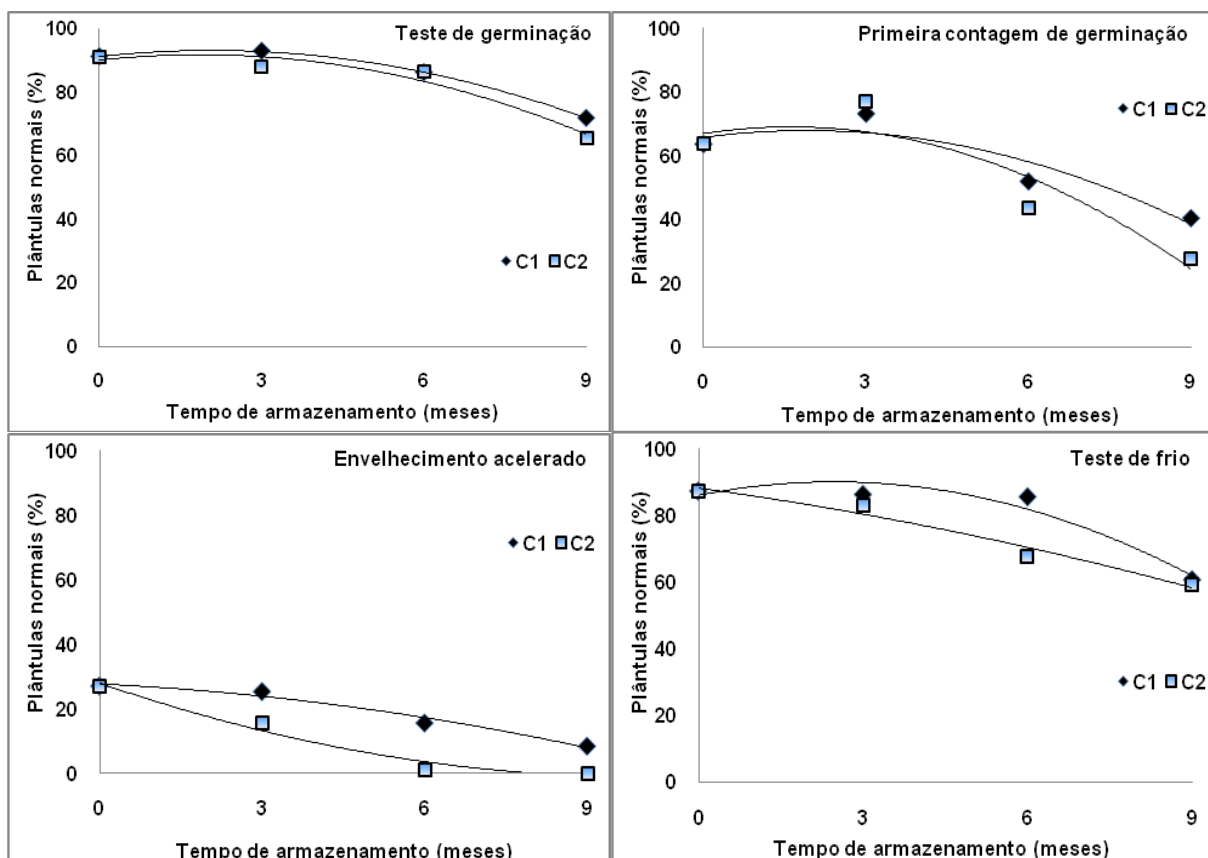 Teste de germinação
Plântulas normais (%)
100
80
60
40
20
0
C1 C2
0 3 6 9
Tempo de armazenamento (meses)
Primeira contagem de germinação
Plântulas normais (%)
100
80
60
40
20
0
C1 C2
0 3 6 9
Tempo de armazenamento (meses)
Envelhecimento acelerado
Plântulas normais (%)
100
80
60
40
20
0
C1 C2
0 3 6 9
Tempo de armazenamento (meses)
Teste de frio
Plântulas normais (%)
100
80
60
40
20
0
C1 C2
0 3 6 9
Tempo de armazenamento (meses)